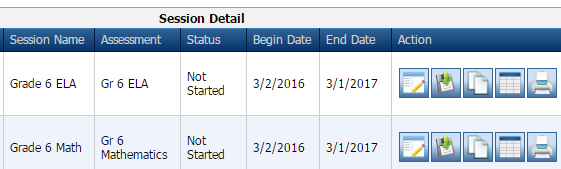 Session Detail
Session Name Assessment Status Begin Date End Date Action
Grade 6 ELA Gr 6 ELA Not Started 3/2/2016 3/1/2017
Grade 6 Math Gr 6 Mathematics Not Started 3/2/2016 3/1/2017